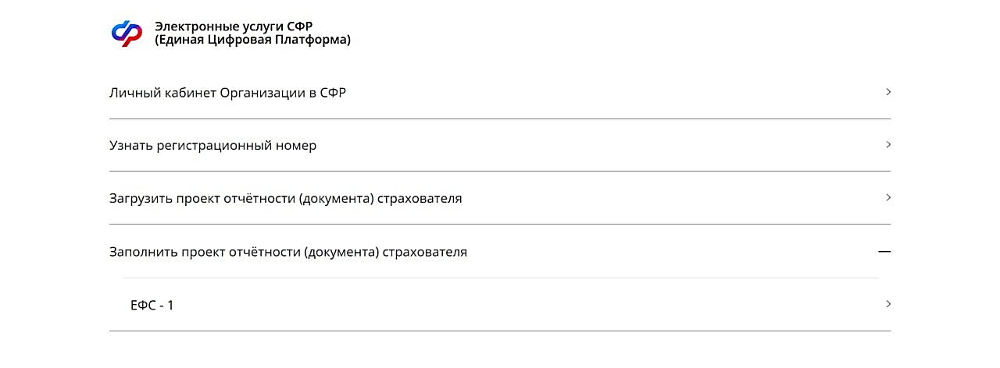 Электронные услуги СФР
(Единая Цифровая Платформа)
Личный кабинет Организации в СФР
Узнать регистрационный номер
Загрузить проект отчётности (документа) страхователя
Заполнить проект отчётности (документа) страхователя
ЕФС - 1